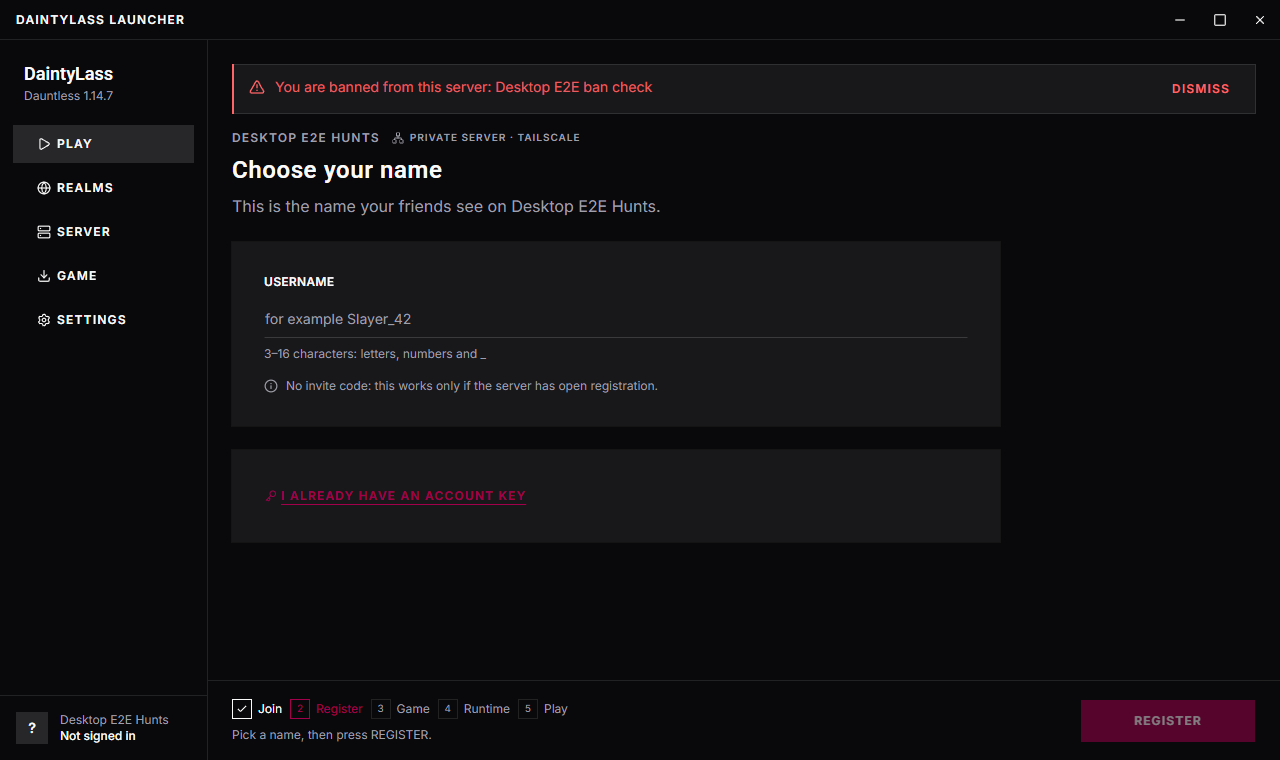 DAINTYLASS LAUNCHER
DaintyLass
Dauntless 1.14.7
PLAY
REALMS
SERVER
GAME
SETTINGS
Desktop E2E Hunts
Not signed in
?
You are banned from this server: Desktop E2E ban check
DISMISS
DESKTOP E2E HUNTS PRIVATE SERVER · TAILSCALE
Choose your name
This is the name your friends see on Desktop E2E Hunts.
USERNAME
for example Slayer_42
3–16 characters: letters, numbers and _
No invite code: this works only if the server has open registration.
I ALREADY HAVE AN ACCOUNT KEY
Join 2 Register 3 Game 4 Runtime 5 Play
Pick a name, then press REGISTER.
REGISTER